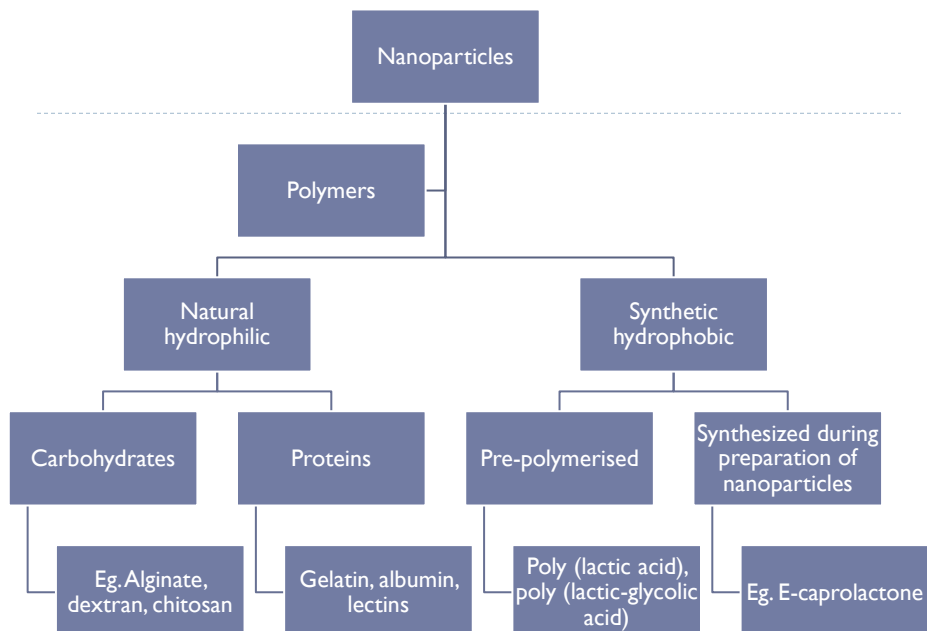 Nanoparticles
Polymers
Natural
hydrophilic
Synthetic
hydrophobic
Carbohydrates
Proteins
Pre-polymerised
Synthesized during
preparation of
nanoparticles
Eg. Alginate,
dextran, chitosan
Gelatin, albumin,
lectins
Poly (lactic acid),
poly (lactic-glycolic
acid)
Eg. E-caprolactone